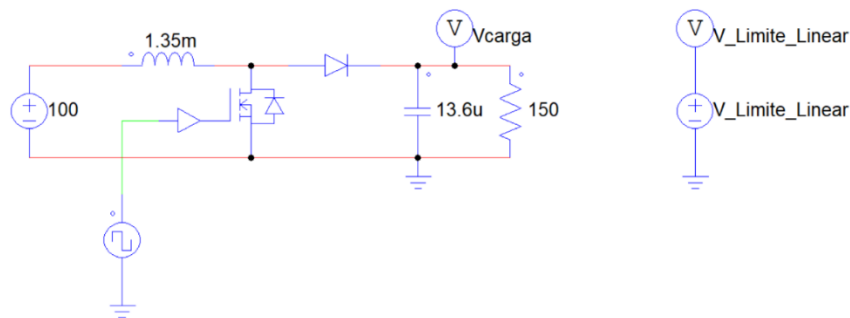 1.35m
V
Vcarga
V
V_Limite_Linear
100
13.6u
150
V_Limite_Linear